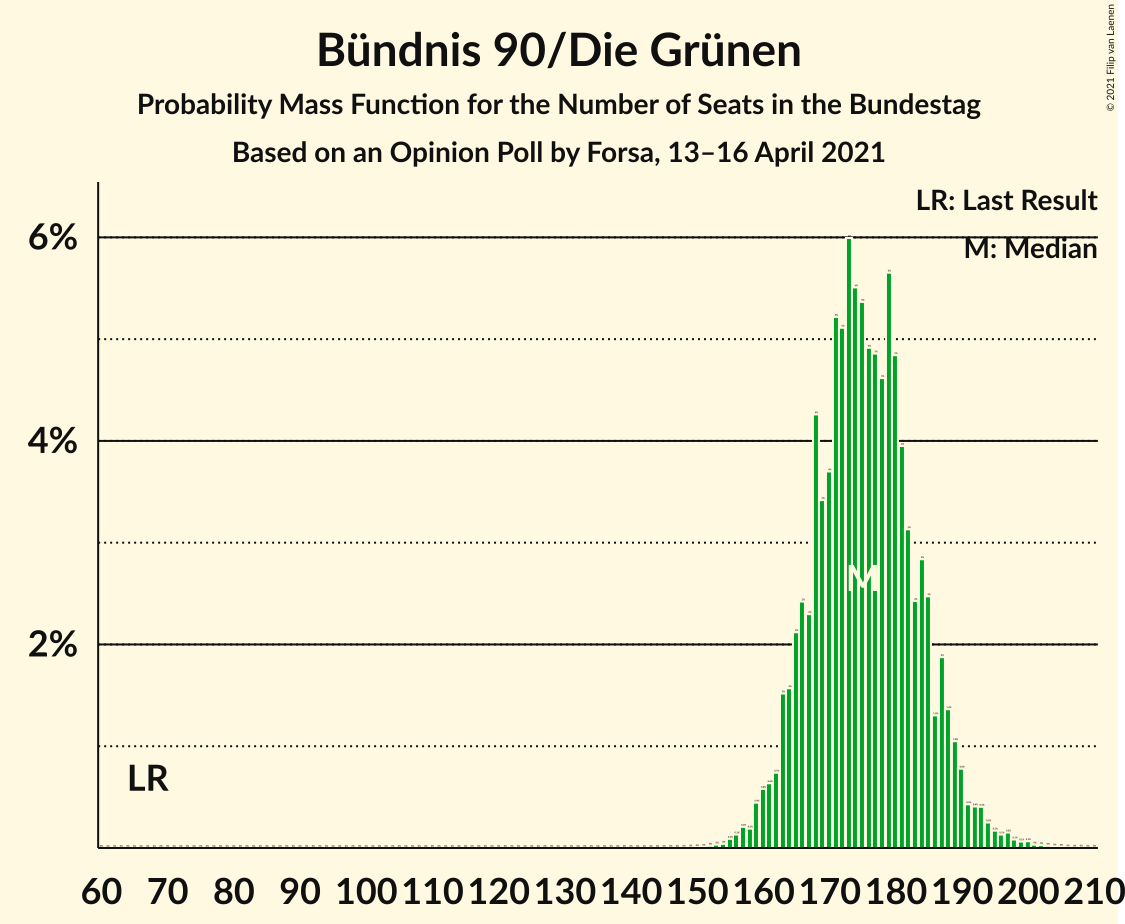 Bündnis 90/Die Grünen
Probability Mass Function for the Number of Seats in the Bundestag
Based on an Opinion Poll by Forsa, 13–16 April 2021
© 2021 Filip van Laenen
LR: Last Result
M: Median
6%
4%
2%
M
LR
60 70 80 90 100 110 120 130 140 150 160 170 180 190 200 210